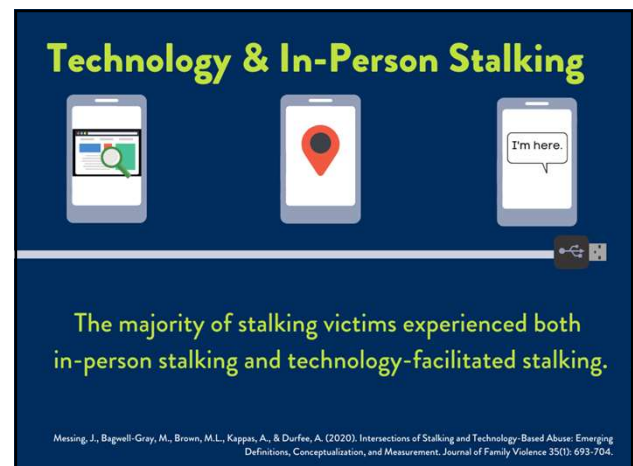 Technology & In-Person Stalking
I'm here.
The majority of stalking victims experienced both
in-person stalking and technology-facilitated stalking.
Messing, J., Bagwell-Gray, M., Brown, M.L., Kappas, A., & Durfee, A. (2020). Intersections of Stalking and Technology-Based Abuse: Emerging
Definitions, Conceptualization, and Measurement. Journal of Family Violence 35(1): 693-704.